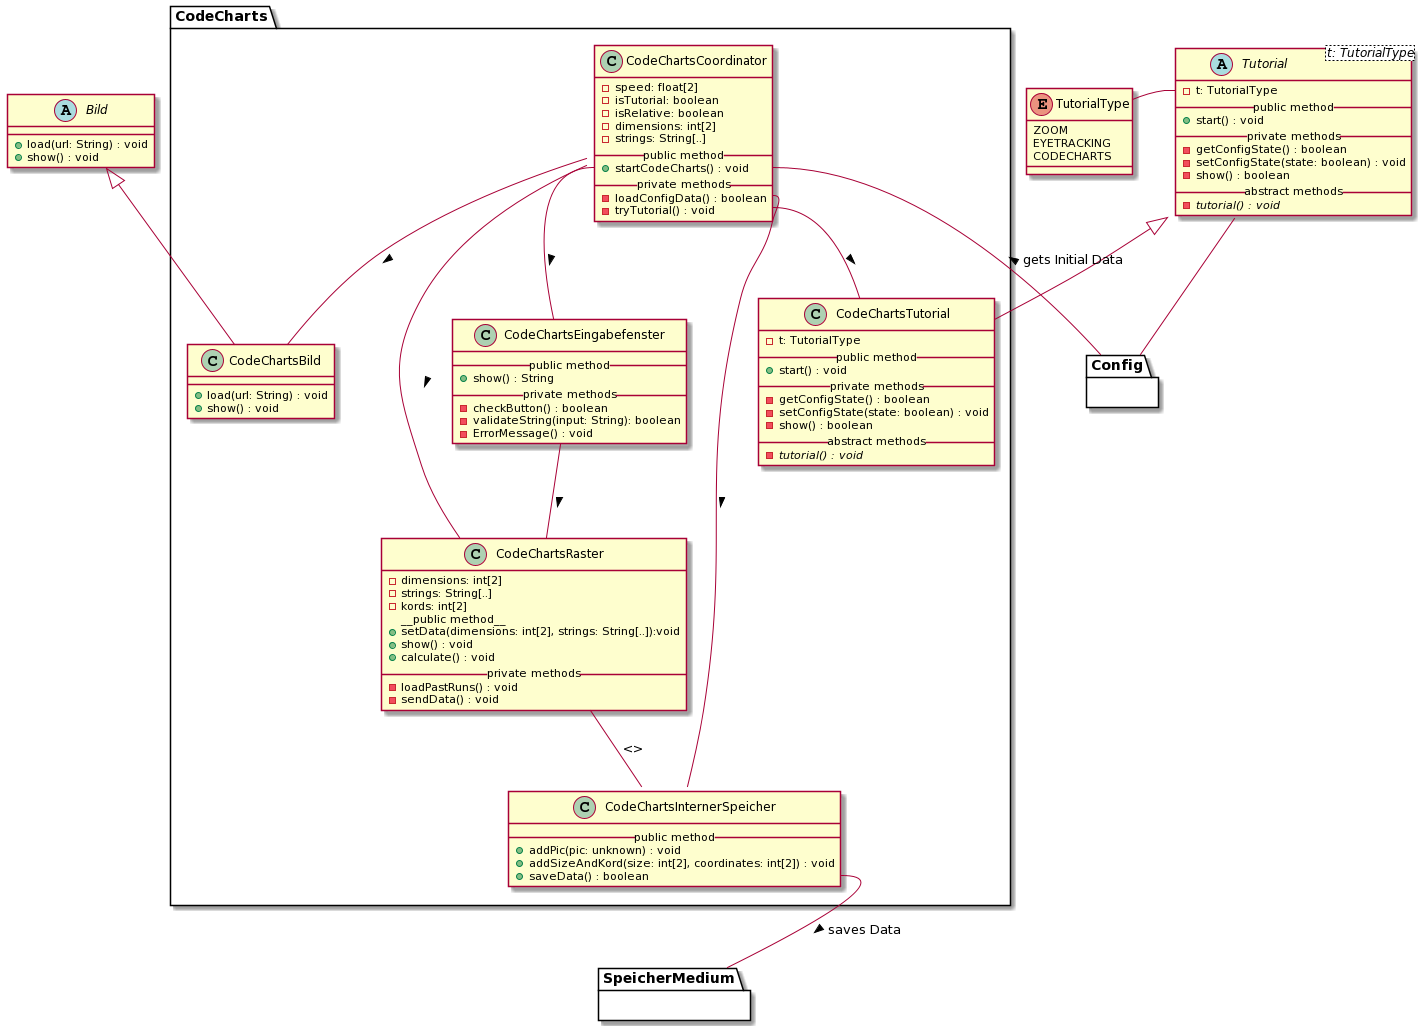 CodeCharts
C CodeChartsCoordinator
speed: float[2]
isTutorial: boolean
isRelative: boolean
dimensions: int[2]
strings: String[..]
public method
startCodeCharts() : void
private methods
loadConfigData() : boolean
tryTutorial() : void
t: TutorialType
A Tutorial
t: TutorialType
public method
start() : void
private methods
getConfigState() : boolean
setConfigState(state: boolean) : void
show() : boolean
abstract methods
tutorial() : void
E TutorialType
ZOOM
EYETRACKING
CODECHARTS
A Bild
load(url: String) : void
show() : void
gets Initial Data
C CodeChartsTutorial
t: TutorialType
public method
start() : void
private methods
getConfigState() : boolean
setConfigState(state: boolean) : void
show() : boolean
abstract methods
tutorial() : void
C CodeChartsEingabefenster
public method
show() : String
private methods
checkButton() : boolean
validateString(input: String): boolean
ErrorMessage() : void
C CodeChartsBild
load(url: String) : void
show() : void
Config
C CodeChartsRaster
dimensions: int[2]
strings: String[..]
kords: int[2]
__public method__
setData(dimensions: int[2], strings: String[..]):void
show() : void
calculate() : void
private methods
loadPastRuns() : void
sendData() : void
<>
C CodeChartsInternerSpeicher
public method
addPic(pic: unknown) : void
addSizeAndKord(size: int[2], coordinates: int[2]) : void
saveData() : boolean
saves Data
SpeicherMedium